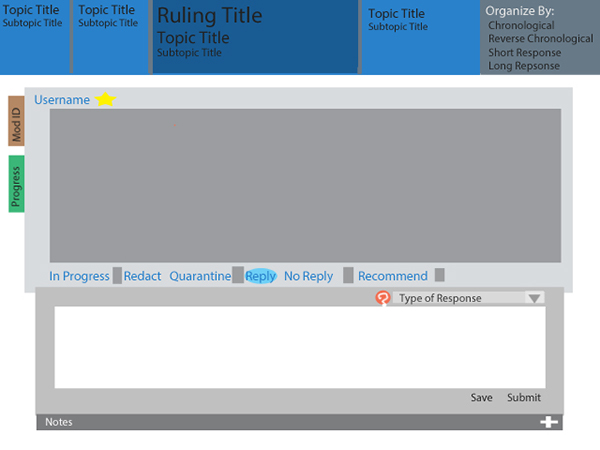 Topic Title
Subtopic Title
Topic Title
Subtopic Title
Ruling Title
Topic Title
Subtopic Title
Topic Title
Subtopic Title
Organize By:
Chronological
Reverse Chronological
Short Response
Long Repsonse
Username
Mod ID
Progress
In Progress Redact Quarantine Reply No Reply Recommend
Type of Response
Save Submit
Notes